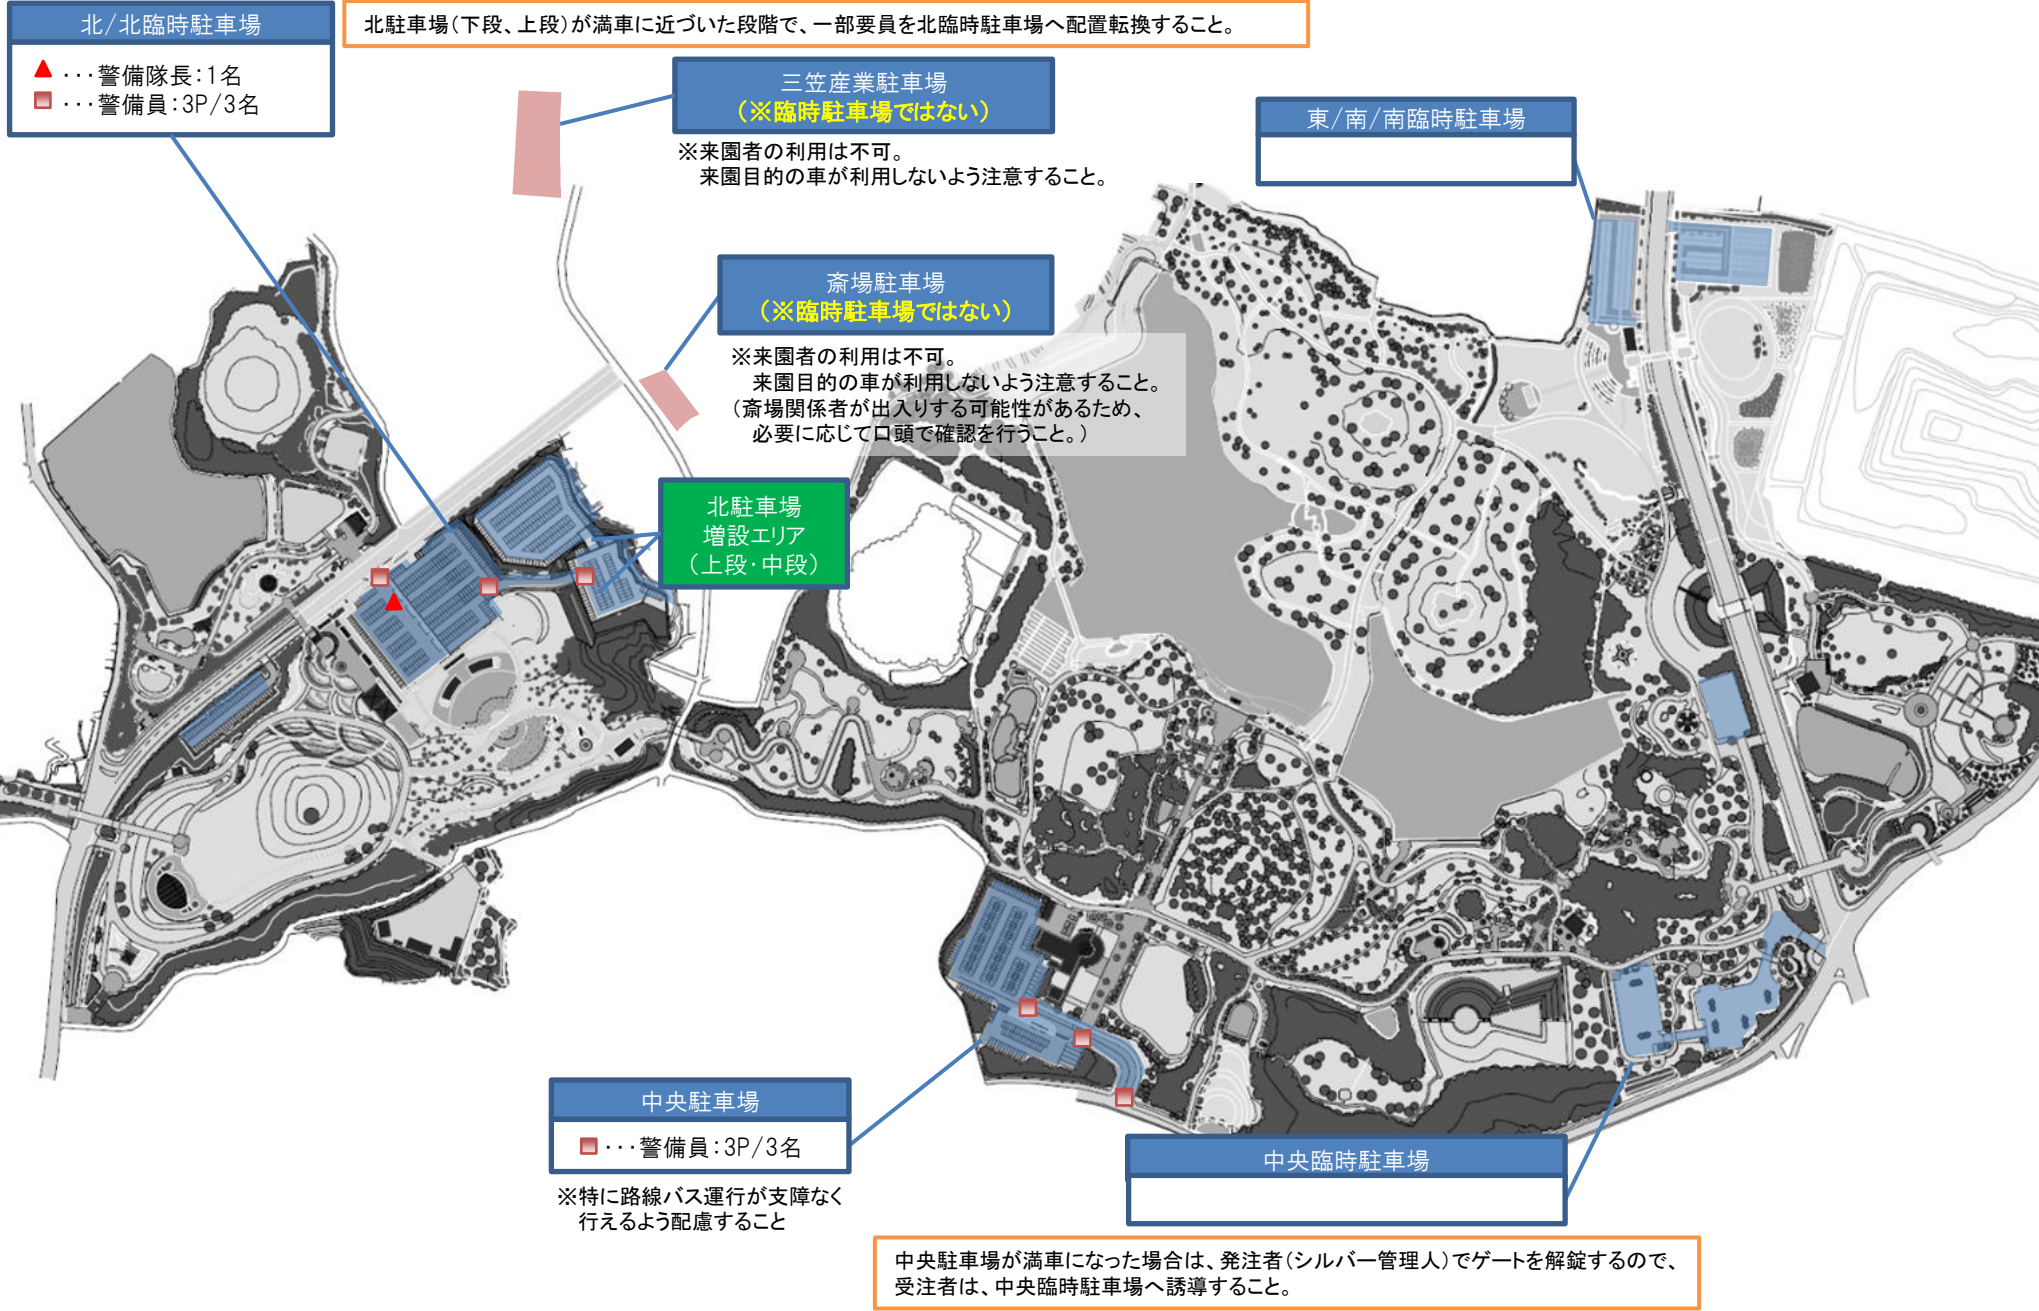 北/北臨時駐車場
▲ ･･･警備隊長：1名
■ ･･･警備員：3P/3名
北駐車場（下段、上段）が満車に近づいた段階で、一部要員を北臨時駐車場へ配置転換すること。
三笠産業駐車場
（※臨時駐車場ではない）
※来園者の利用は不可。
来園目的の車が利用しないよう注意すること。
東/南/南臨時駐車場
斎場駐車場
（※臨時駐車場ではない）
※来園者の利用は不可。
来園目的の車が利用しないよう注意すること。
（斎場関係者が出入りする可能性があるため、
必要に応じて口頭で確認を行うこと。）
北駐車場
増設エリア
（上段・中段）
中央駐車場
■ ･･･警備員：3P/3名
※特に路線バス運行が支障なく
行えるよう配慮すること
中央臨時駐車場
中央駐車場が満車になった場合は、発注者（シルバー管理人）でゲートを解錠するので、
受注者は、中央臨時駐車場へ誘導すること。